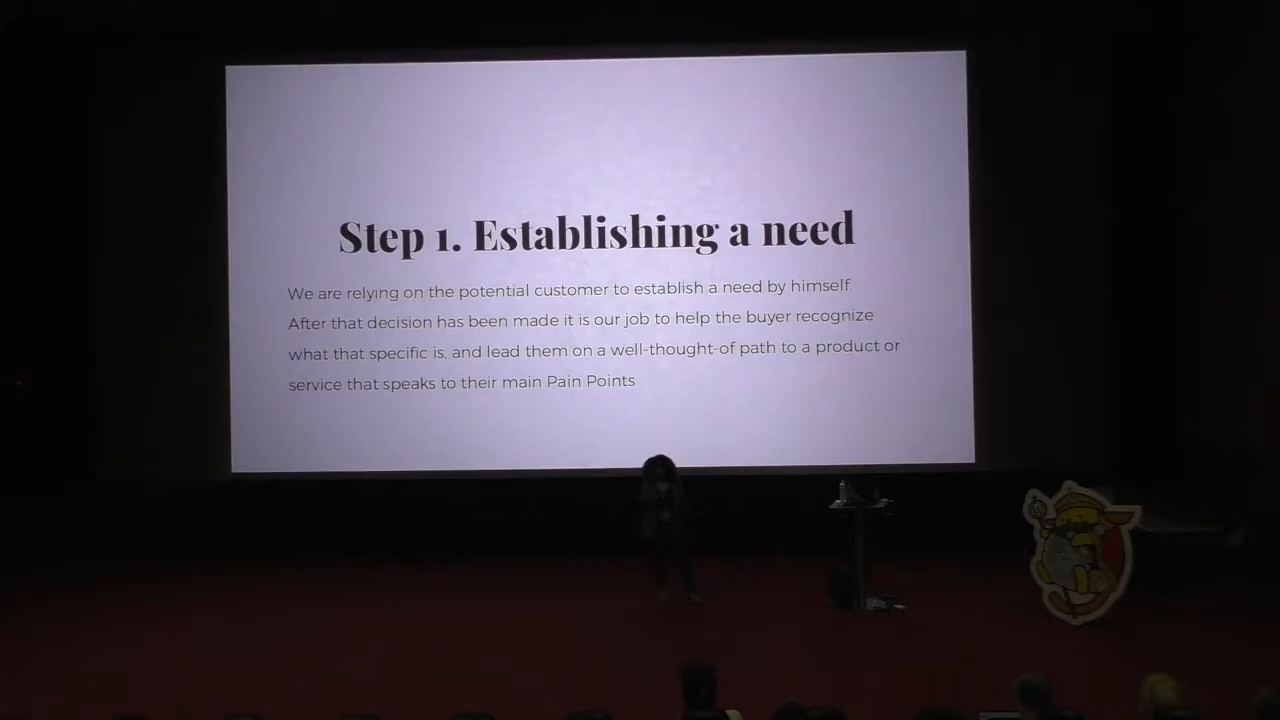 Step 1. Establishing a need
We are relying on the potential customer to establish a need by himself.
After that decision has been made it is our job to help the buyer recognize
what that specific is, and lead them on a well-thought-of path to a product or
service that speaks to their main Pain Points